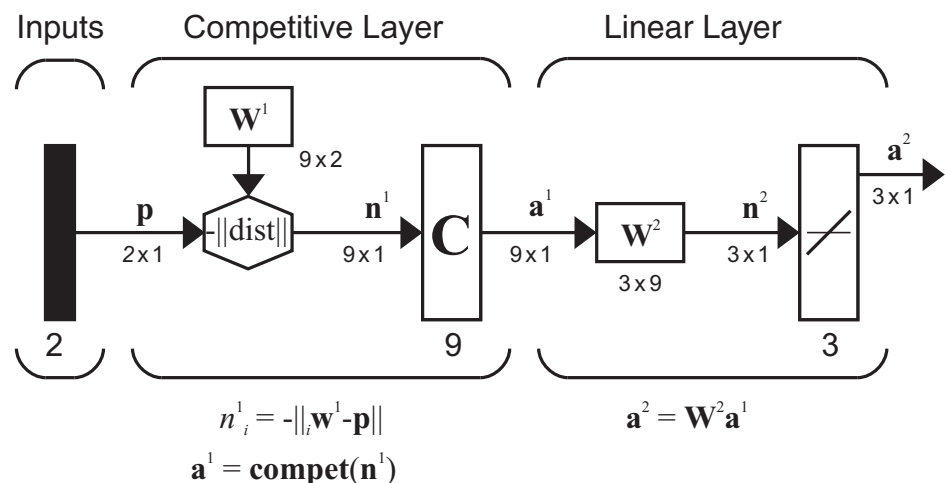 Inputs Competitive Layer Linear Layer
W¹
9 x 2
a²
3 x 1
p
-||dist||
2 x 1
n¹
9 x 1
C
a¹
9 x 1
W²
3 x 9
n²
3 x 1
2 9 3
n¹ᵢ = -||ᵢw¹-p||
a¹ = compet(n¹)
a² = W²a¹